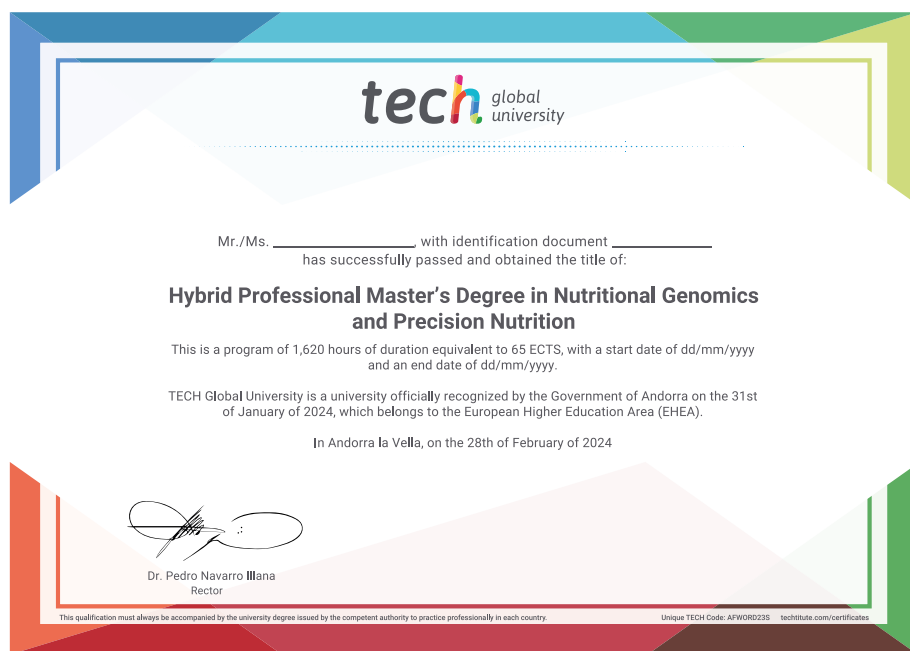 tech global
university
Mr./Ms. ________________, with identification document ____________
has successfully passed and obtained the title of:
Hybrid Professional Master’s Degree in Nutritional Genomics
and Precision Nutrition
This is a program of 1,620 hours of duration equivalent to 65 ECTS, with a start date of dd/mm/yyyy
and an end date of dd/mm/yyyy.
TECH Global University is a university officially recognized by the Government of Andorra on the 31st
of January of 2024, which belongs to the European Higher Education Area (EHEA).
In Andorra la Vella, on the 28th of February of 2024
Dr. Pedro Navarro Illana
Rector
This qualification must always be accompanied by the university degree issued by the competent authority to practice professionally in each country.
Unique TECH Code: AFWORD23S techtitute.com/certificates